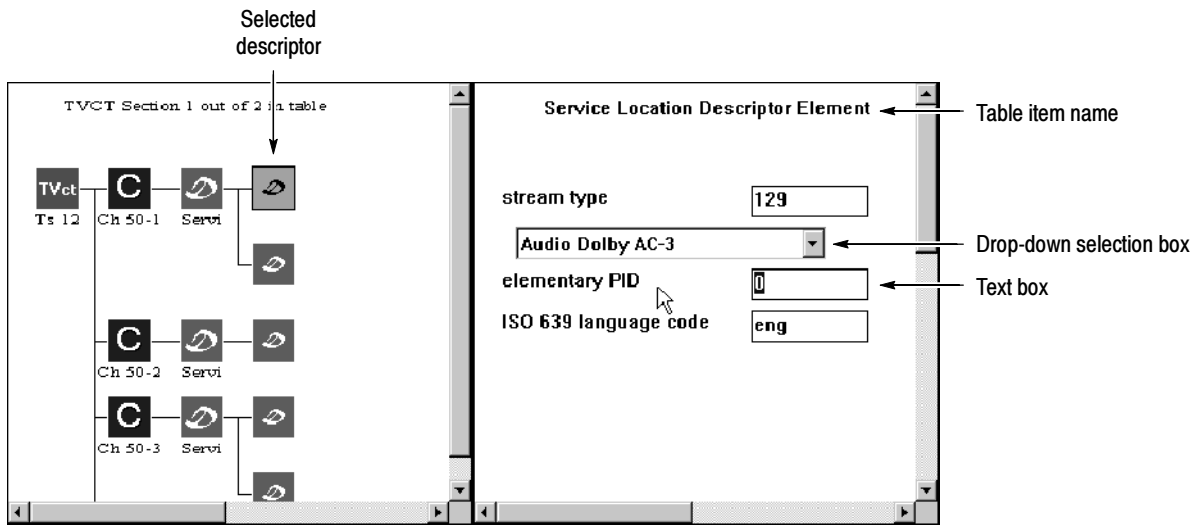 Selected
descriptor
TVCT Section 1 out of 2 in table
TVct
Ts 12
C
Ch 50-1
D
Servi
D
D
C
Ch 50-2
D
Servi
D
C
Ch 50-3
D
Servi
D
D
Service Location Descriptor Element
Table item name
stream type
129
Audio Dolby AC-3
Drop-down selection box
elementary PID
0
Text box
ISO 639 language code
eng